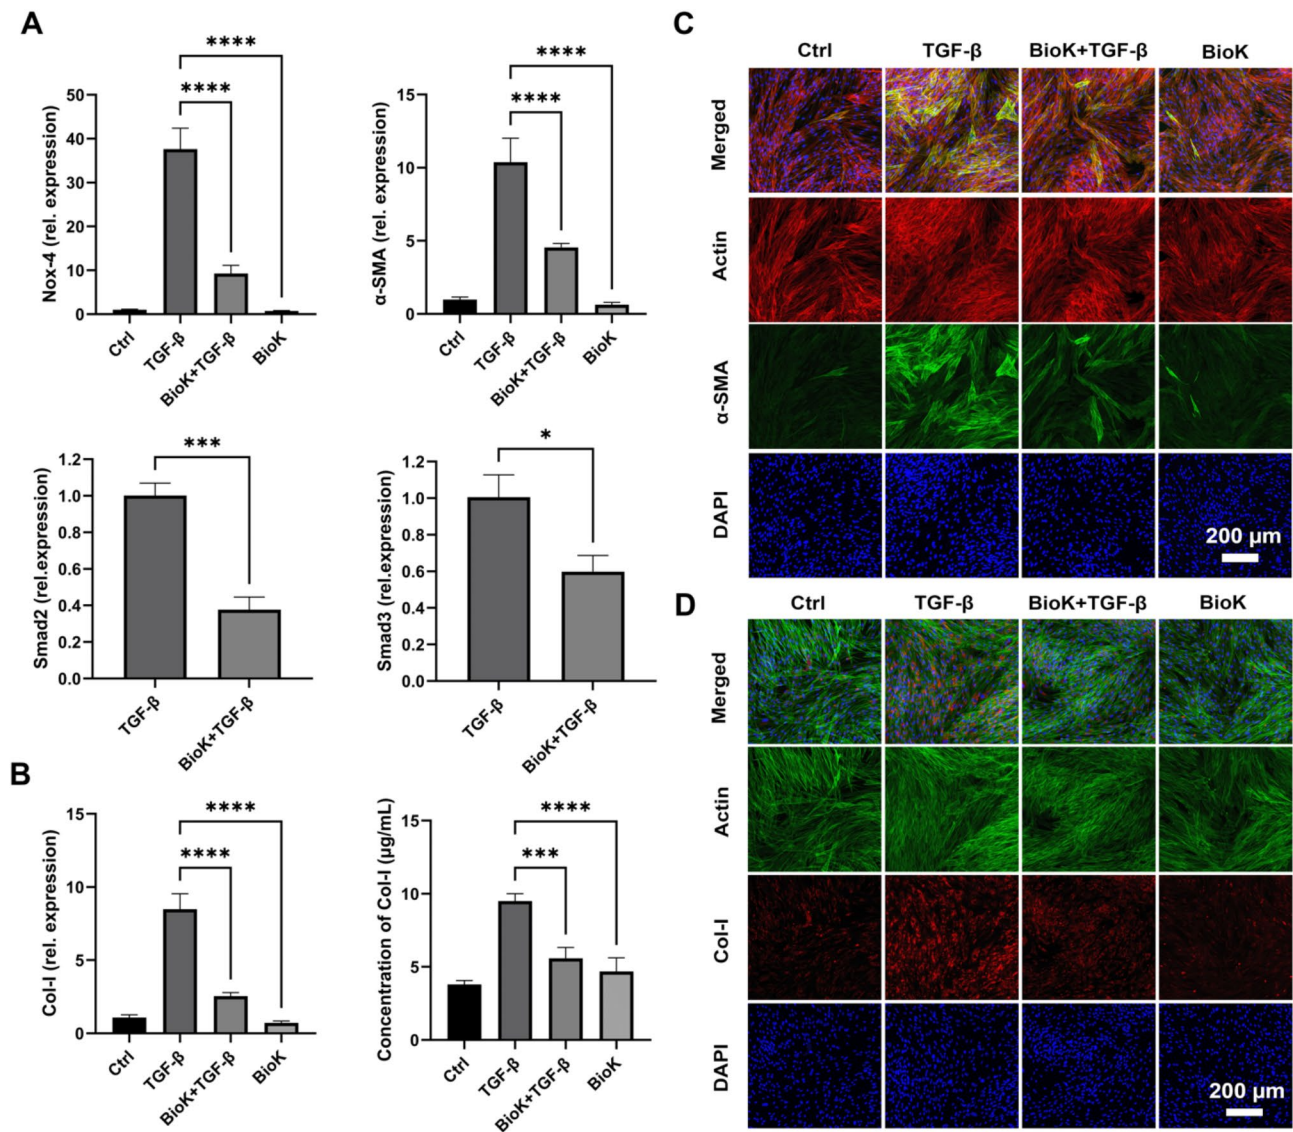 A
****
****
Nox-4 (rel. expression)
50
40
30
20
10
0
Ctrl
TGF-β
BioK+TGF-β
BioK
****
****
α-SMA (rel. expression)
15
10
5
0
Ctrl
TGF-β
BioK+TGF-β
BioK
***
Smad2 (rel.expression)
1.2
1.0
0.8
0.6
0.4
0.2
0.0
TGF-β
BioK+TGF-β
*
Smad3 (rel.expression)
1.2
1.0
0.8
0.6
0.4
0.2
0.0
TGF-β
BioK+TGF-β
B
****
****
Col-I (rel. expression)
15
10
5
0
Ctrl
TGF-β
BioK+TGF-β
BioK
****
***
Concentration of Col-I (µg/mL)
15
10
5
0
Ctrl
TGF-β
BioK+TGF-β
BioK
C
Ctrl TGF-β BioK+TGF-β BioK
Merged
Actin
α-SMA
DAPI
200 µm
D
Ctrl TGF-β BioK+TGF-β BioK
Merged
Actin
Col-I
DAPI
200 µm